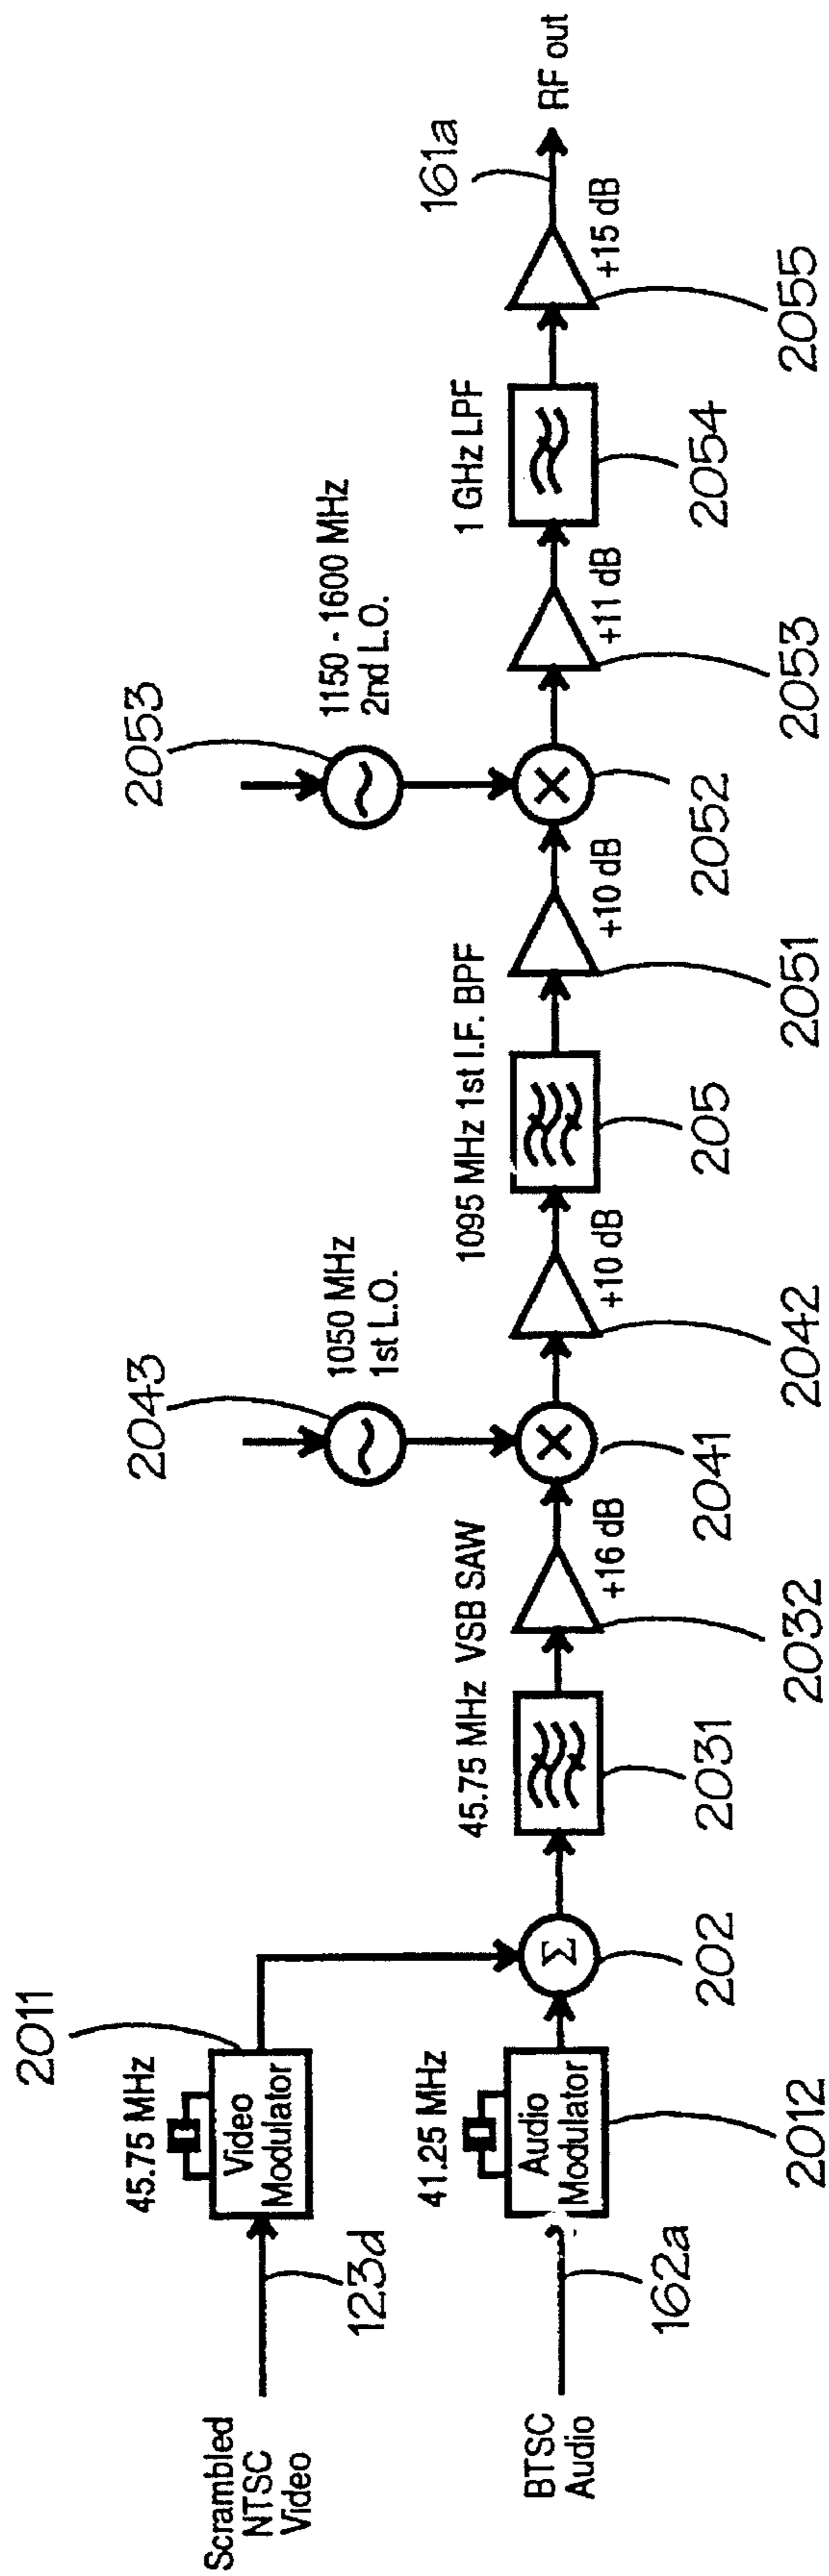 Scrambled
NTSC
Video
123d
45.75 MHz
2011
Video
Modulator
BTSC
Audio
162a
41.25 MHz
Audio
Modulator
2012
Σ
202
45.75 MHz VSB SAW
2031
+16 dB
2032
2043
1050 MHz
1st L.O.
2041
+10 dB
2042
1095 MHz 1st I.F. BPF
205
+10 dB
2051
2053
1150 - 1600 MHz
2nd L.O.
2052
+11 dB
2053
1 GHz LPF
2054
+15 dB
2055
161a
RF out